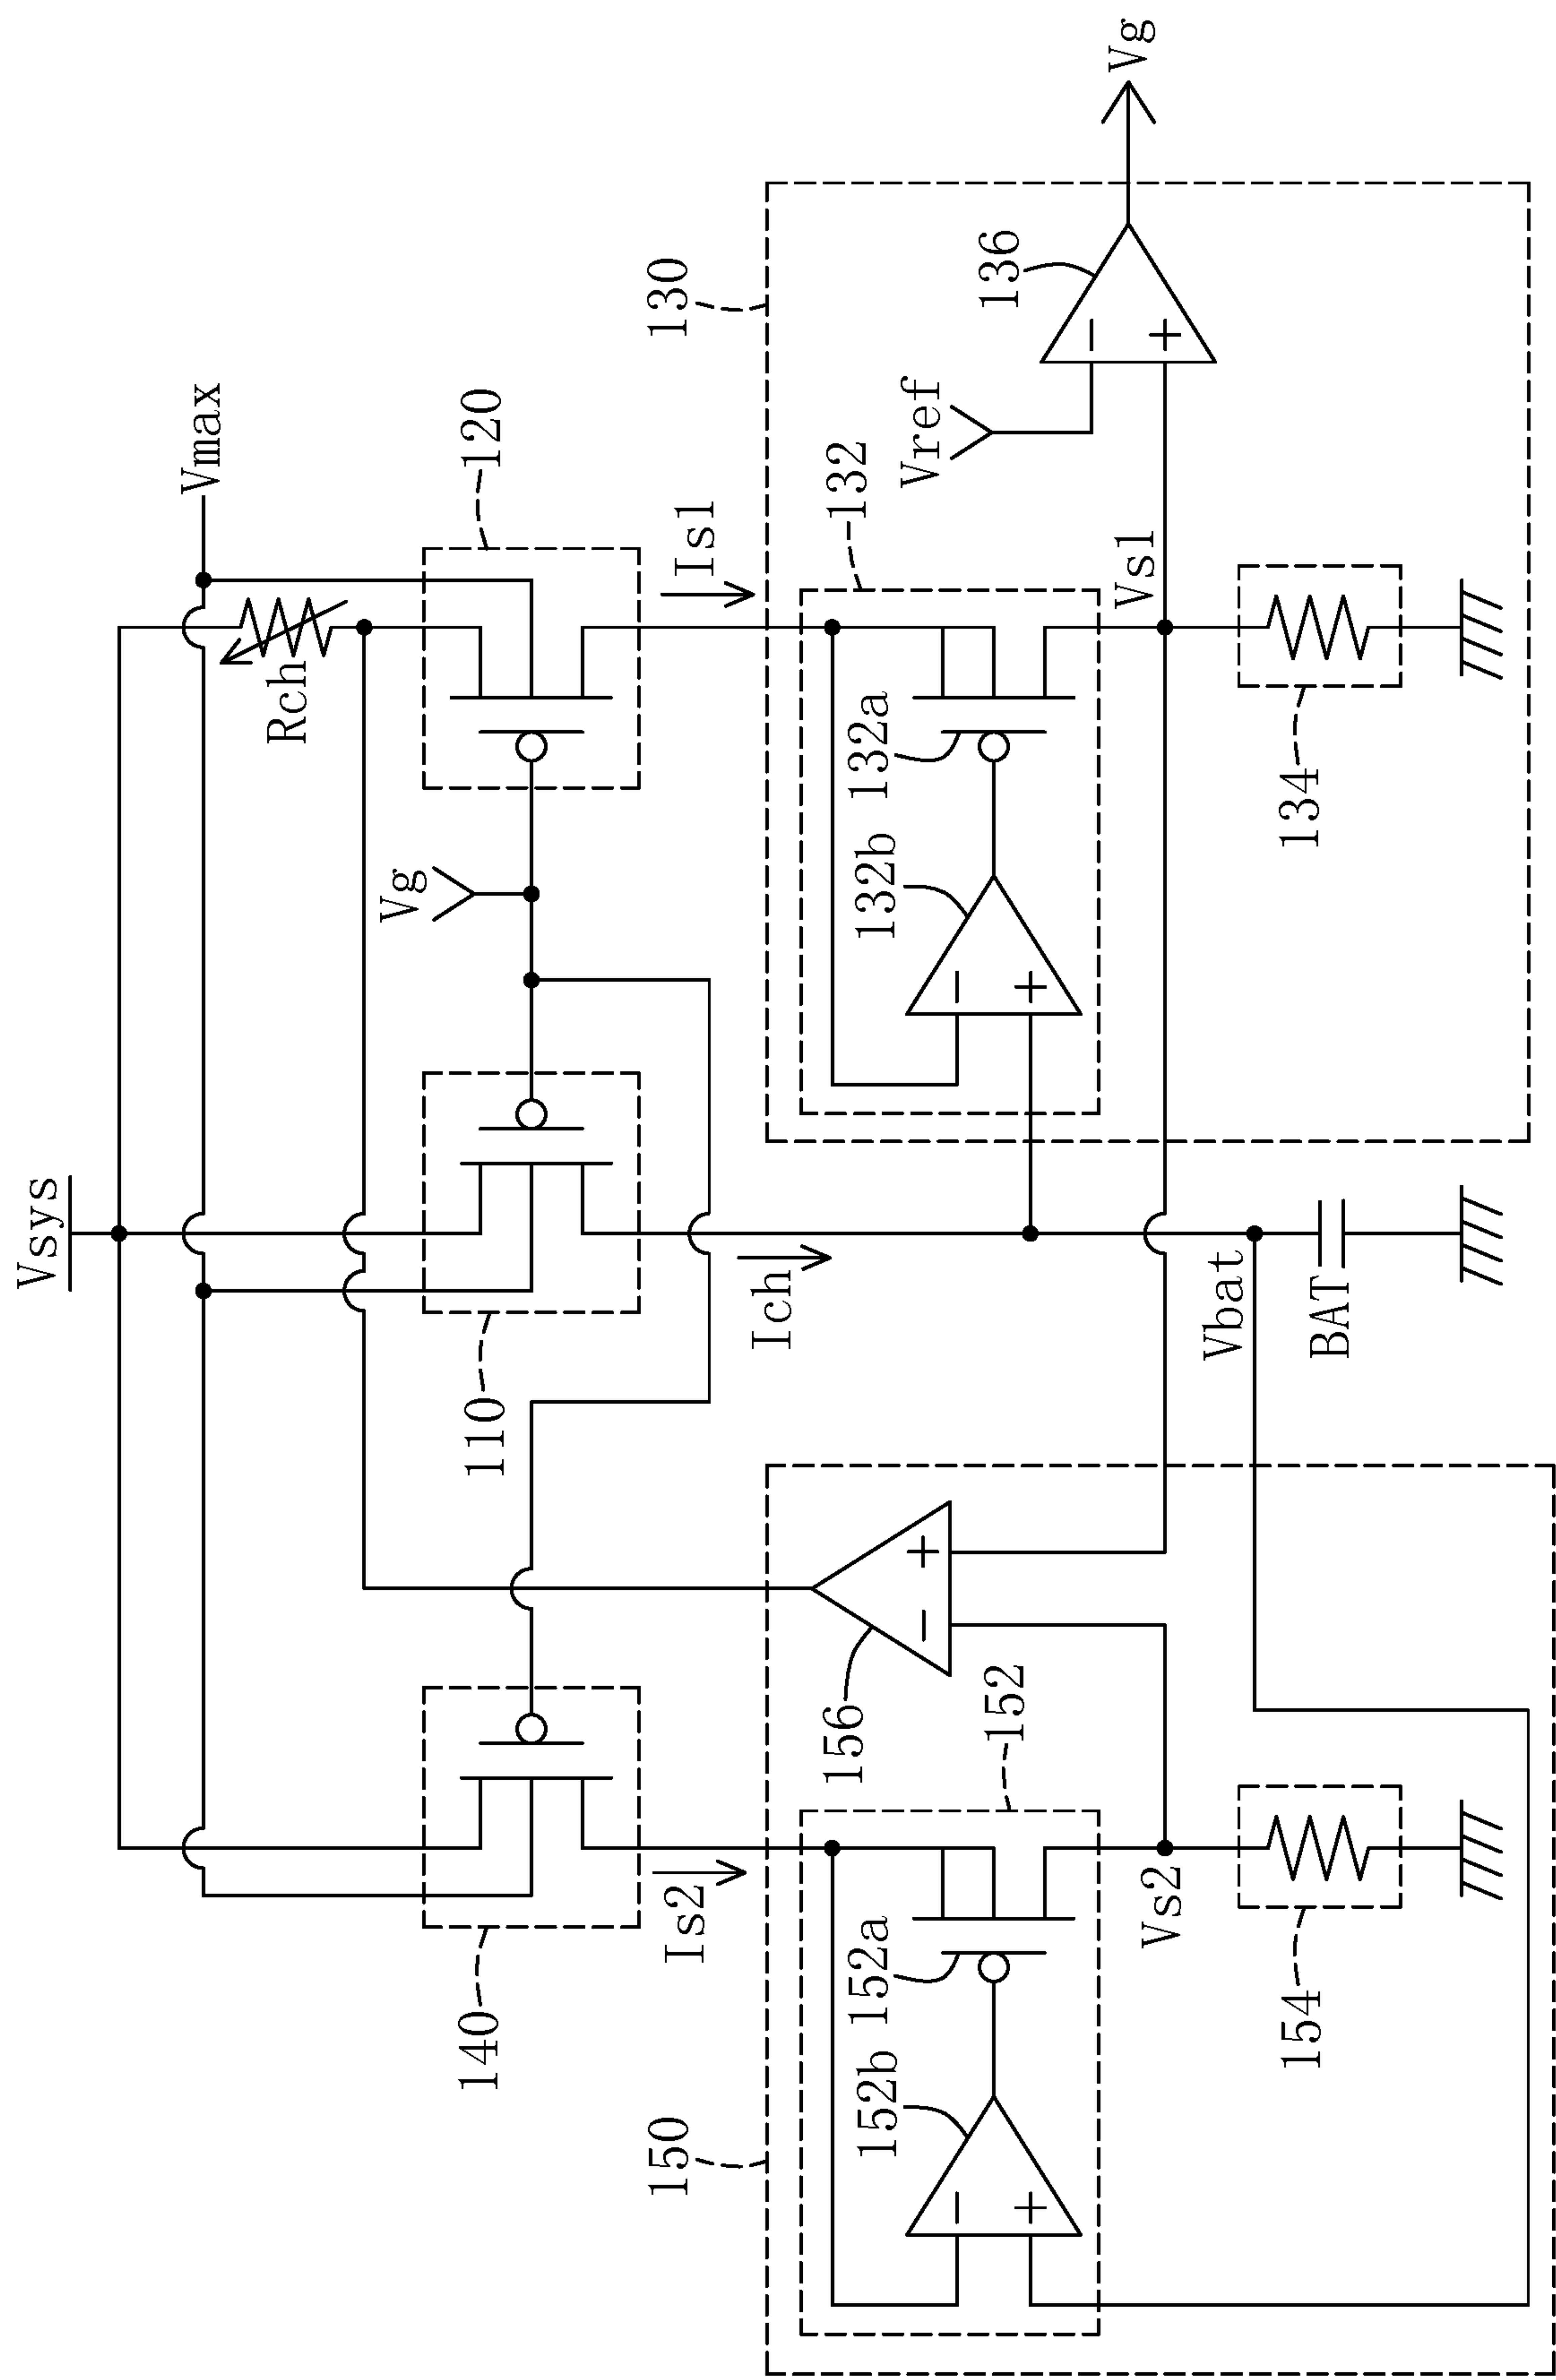 Vsys
Vmax
Rch
140
110
Vg
120
Is2
Ich
Is1
150
130
152b
152a
156
152
132b
132a
132
Vref
136
Vg
Vs2
Vbat
Vs1
154
BAT
134
- + - + - + - + - +